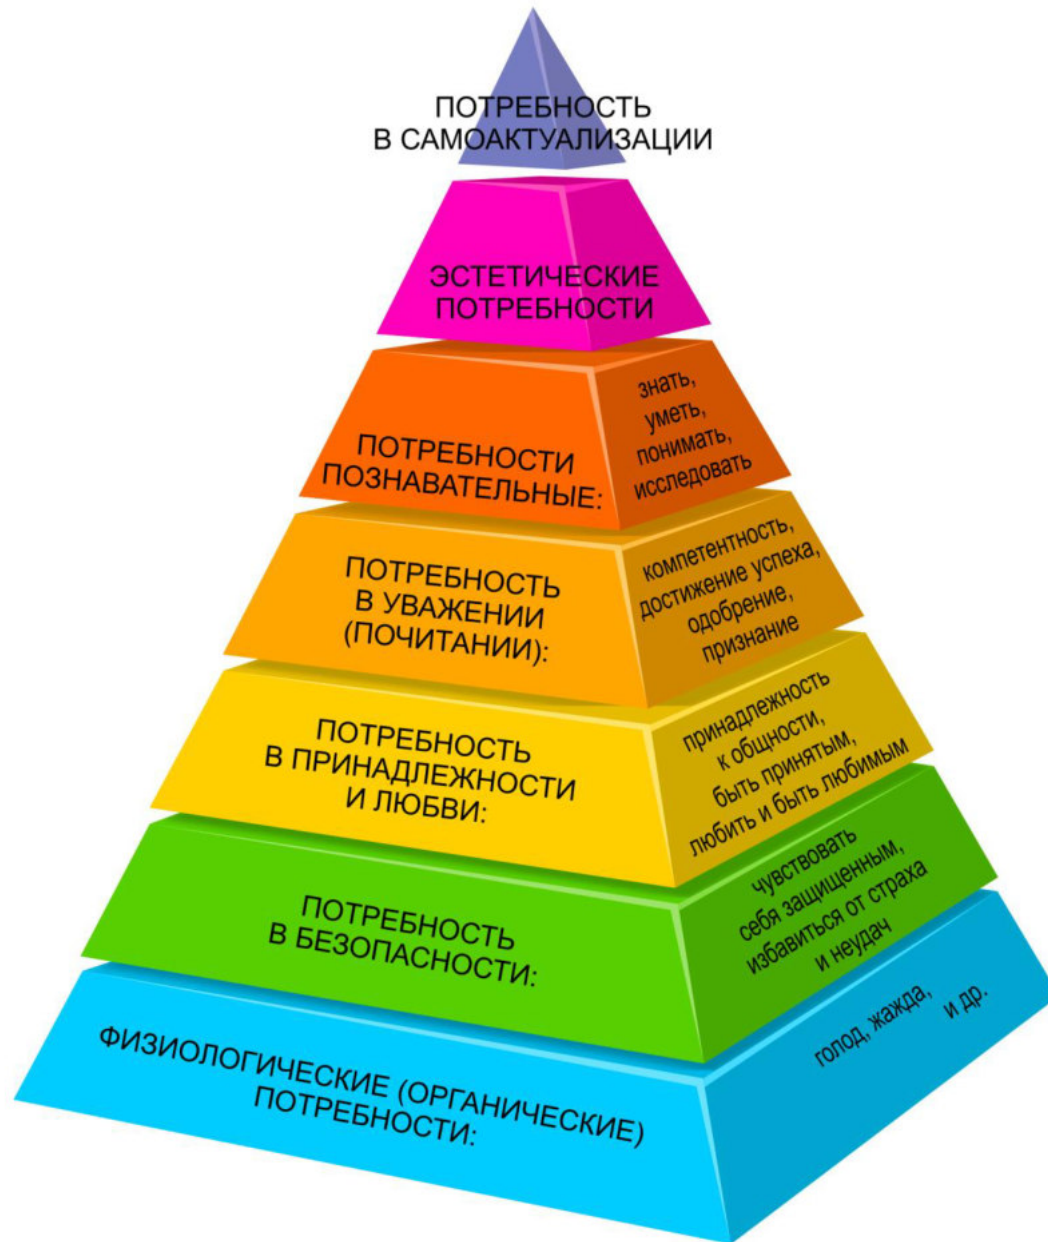 ПОТРЕБНОСТЬ
В САМОАКТУАЛИЗАЦИИ
ЭСТЕТИЧЕСКИЕ
ПОТРЕБНОСТИ
ПОТРЕБНОСТИ
ПОЗНАВАТЕЛЬНЫЕ:
знать,
уметь,
понимать,
исследовать
ПОТРЕБНОСТЬ
В УВАЖЕНИИ
(ПОЧИТАНИИ):
компетентность,
достижение успеха,
одобрение,
признание
ПОТРЕБНОСТЬ
В ПРИНАДЛЕЖНОСТИ
И ЛЮБВИ:
принадлежность
к общности,
быть принятым,
любить и быть любимым
ПОТРЕБНОСТЬ
В БЕЗОПАСНОСТИ:
чувствовать
себя защищенным,
избавиться от страха
и неудач
ФИЗИОЛОГИЧЕСКИЕ (ОРГАНИЧЕСКИЕ)
ПОТРЕБНОСТИ:
голод, жажда,
и др.